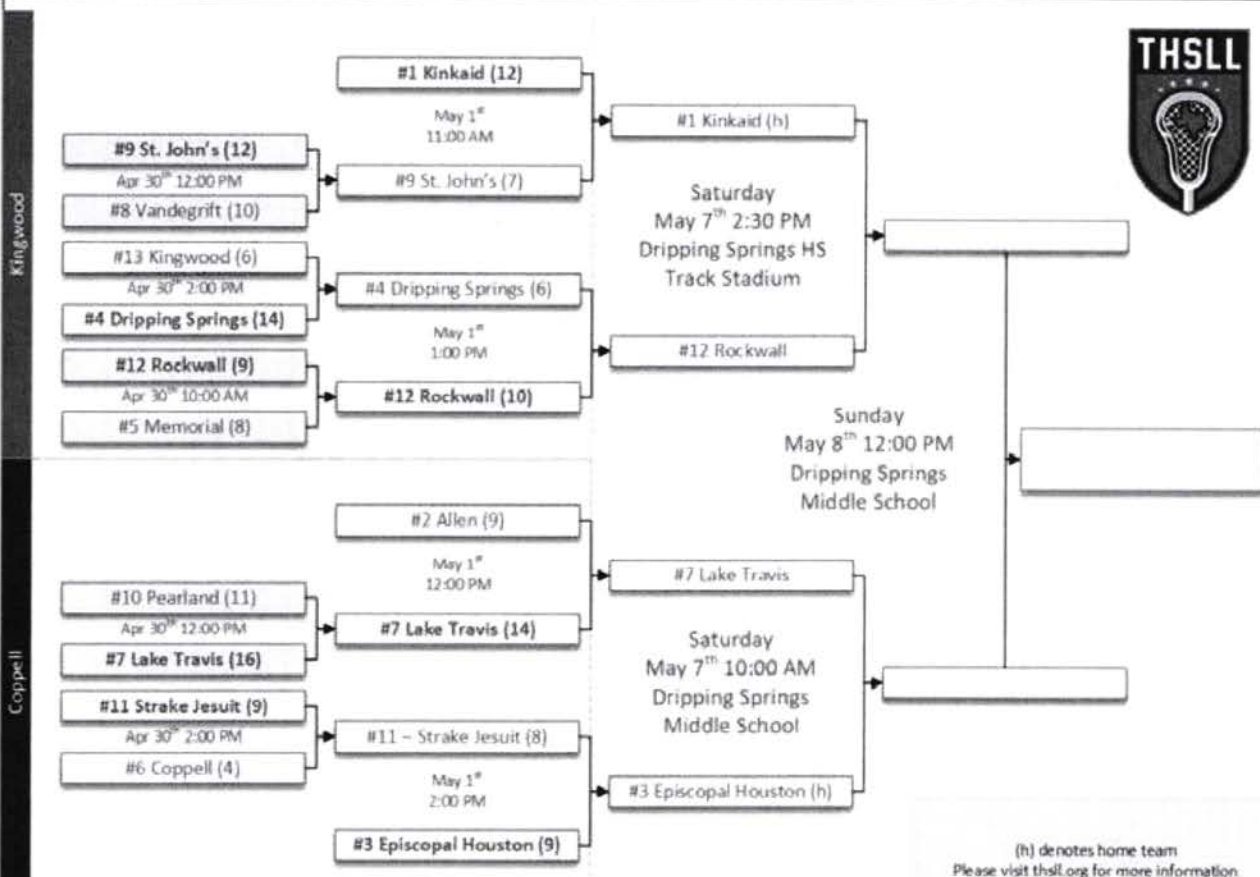 Kingwood
#1 Kinkaid (12)
May 1st
11:00 AM
#9 St. John's (12)
Apr 30th 12:00 PM
#8 Vandegrift (10)
#9 St. John's (7)
#1 Kinkaid (h)
#13 Kingwood (6)
Apr 30th 2:00 PM
#4 Dripping Springs (14)
#4 Dripping Springs (6)
May 1st
1:00 PM
#12 Rockwall (9)
Apr 30th 10:00 AM
#5 Memorial (8)
#12 Rockwall (10)
Saturday
May 7th 2:30 PM
Dripping Springs HS
Track Stadium
#12 Rockwall
THSLL
Sunday
May 8th 12:00 PM
Dripping Springs
Middle School
Coppell
#2 Allen (9)
May 1st
12:00 PM
#10 Pearland (11)
Apr 30th 12:00 PM
#7 Lake Travis (16)
#7 Lake Travis (14)
#7 Lake Travis
#11 Strake Jesuit (9)
Apr 30th 2:00 PM
#6 Coppell (4)
#11 – Strake Jesuit (8)
May 1st
2:00 PM
#3 Episcopal Houston (9)
Saturday
May 7th 10:00 AM
Dripping Springs
Middle School
#3 Episcopal Houston (h)
(h) denotes home team
Please visit thsll.org for more information